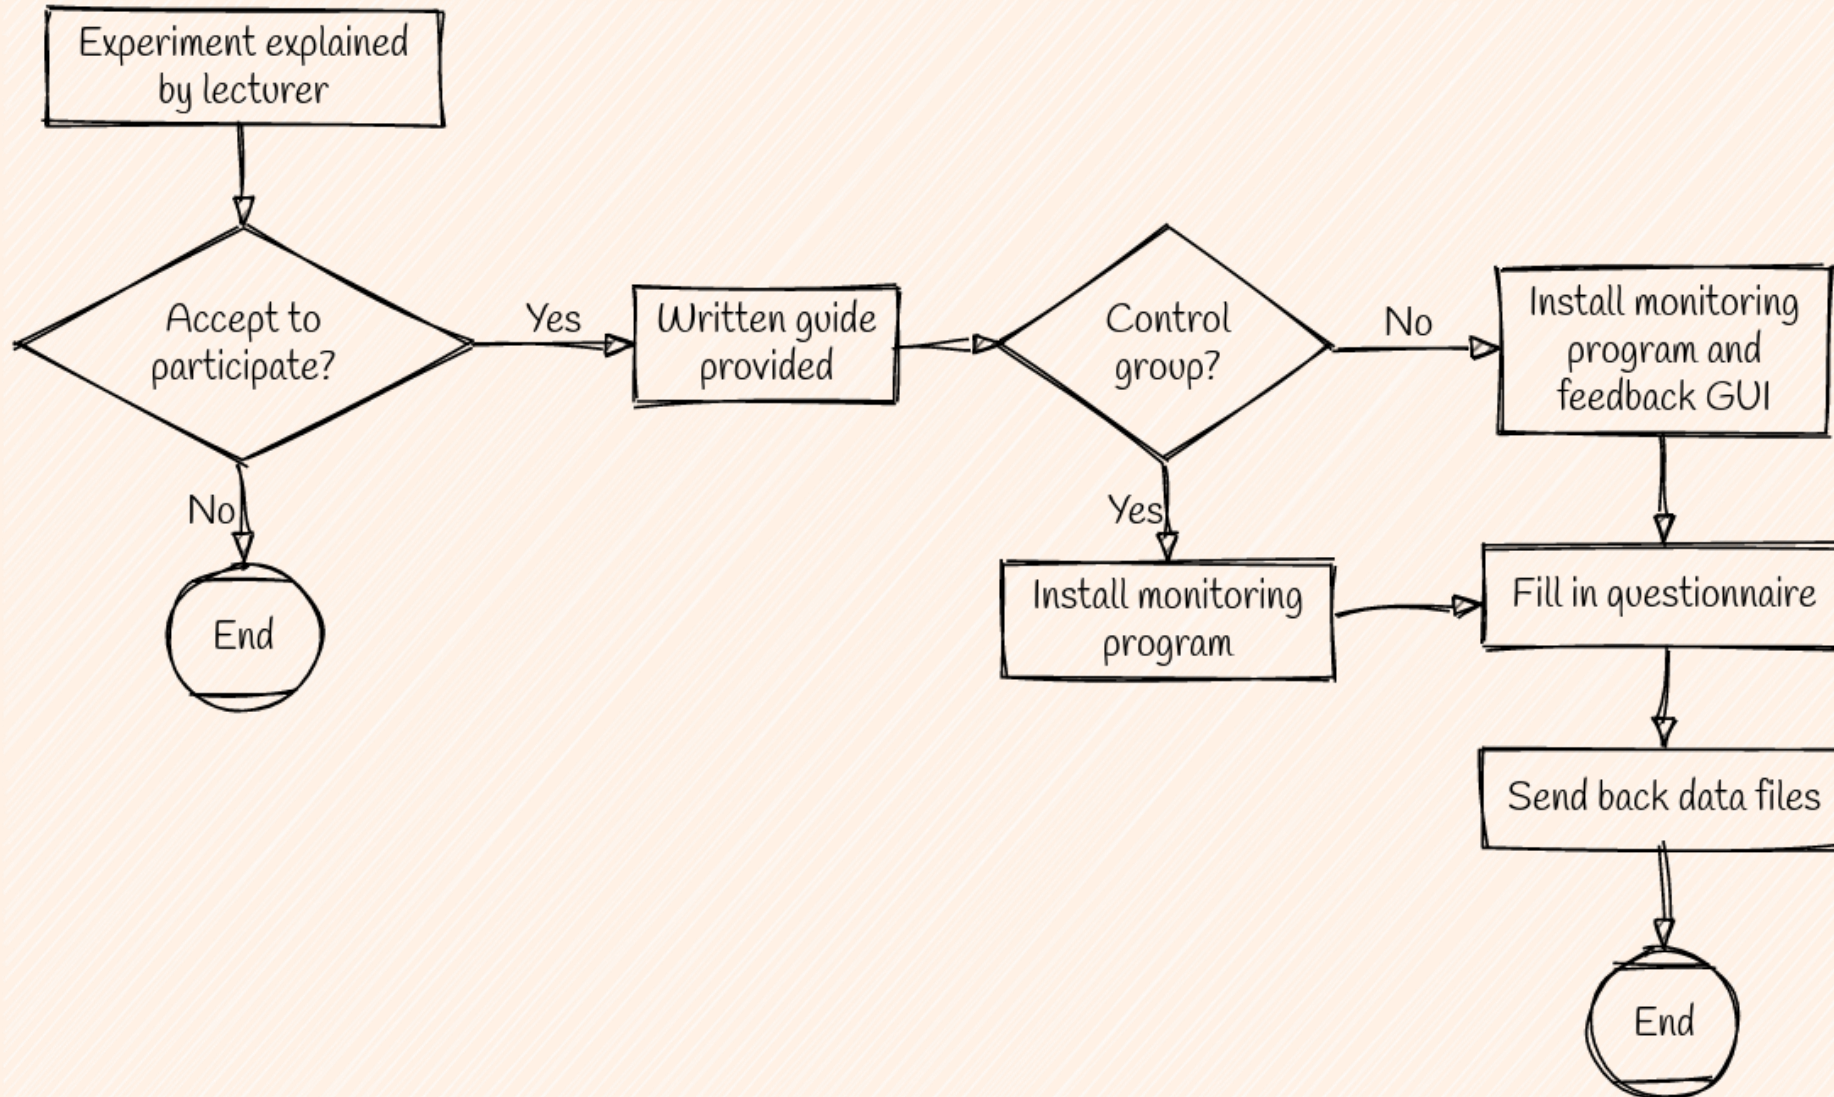 Experiment explained
by lecturer
Accept to
participate?
Yes
No
End
Written guide
provided
Control
group?
No
Yes
Install monitoring
program and
feedback GUI
Install monitoring
program
Fill in questionnaire
Send back data files
End